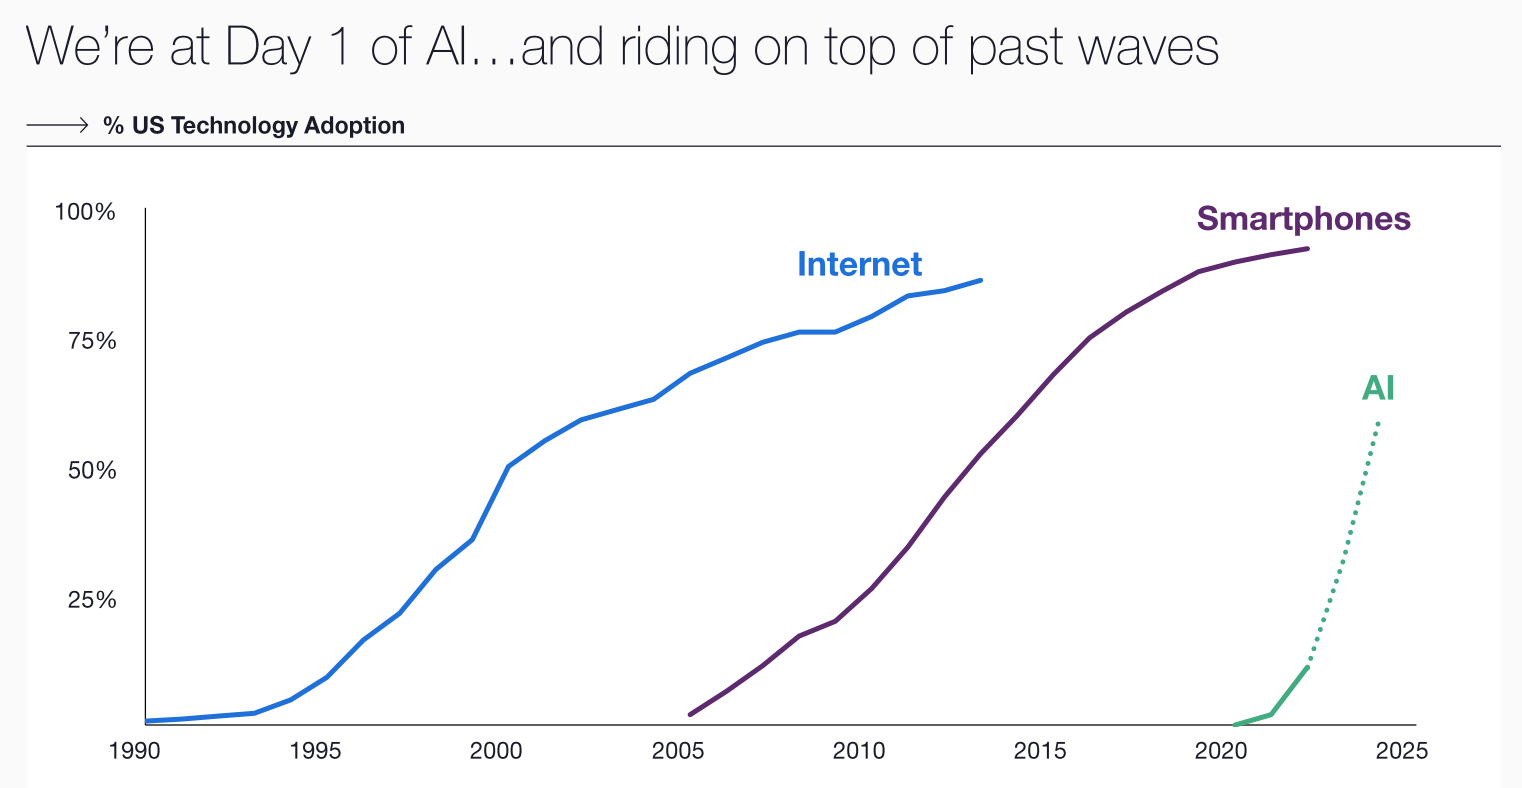 We're at Day 1 of AI...and riding on top of past waves
% US Technology Adoption
100%
Smartphones
Internet
75%
AI
50%
25%
1990 1995 2000 2005 2010 2015 2020 2025